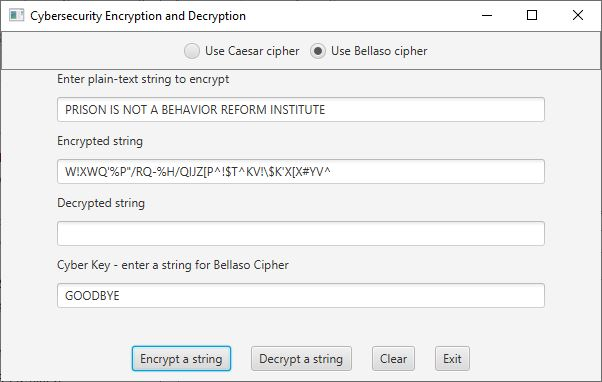 Cybersecurity Encryption and Decryption
Use Caesar cipher Use Bellaso cipher
Enter plain-text string to encrypt
PRISON IS NOT A BEHAVIOR REFORM INSTITUTE
Encrypted string
W!XWQ'%P"/RQ-%H/QIJZ[P^!$T^KV!\$K'X[X#YV^
Decrypted string
Cyber Key - enter a string for Bellaso Cipher
GOODBYE
Encrypt a string Decrypt a string Clear Exit